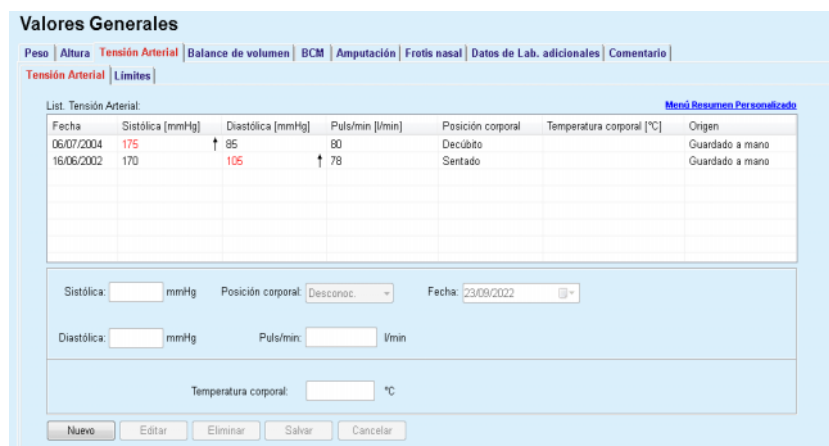 Valores Generales
Peso Altura Tensión Arterial Balance de volumen BCM Amputación Frotis nasal Datos de Lab. adicionales Comentario
Tensión Arterial Límites
List. Tensión Arterial: Menú Resumen Personalizado
Fecha Sistólica [mmHg] Diastólica [mmHg] Puls/min [l/min] Posición corporal Temperatura corporal [°C] Origen
06/07/2004 175 ↑ 85 80 Decúbito Guardado a mano
16/06/2002 170 105 ↑ 78 Sentado Guardado a mano
Sistólica: mmHg Posición corporal: Desconoc. Fecha: 23/09/2022
Diastólica: mmHg Puls/min: l/min
Temperatura corporal: °C
Nuevo Editar Eliminar Salvar Cancelar